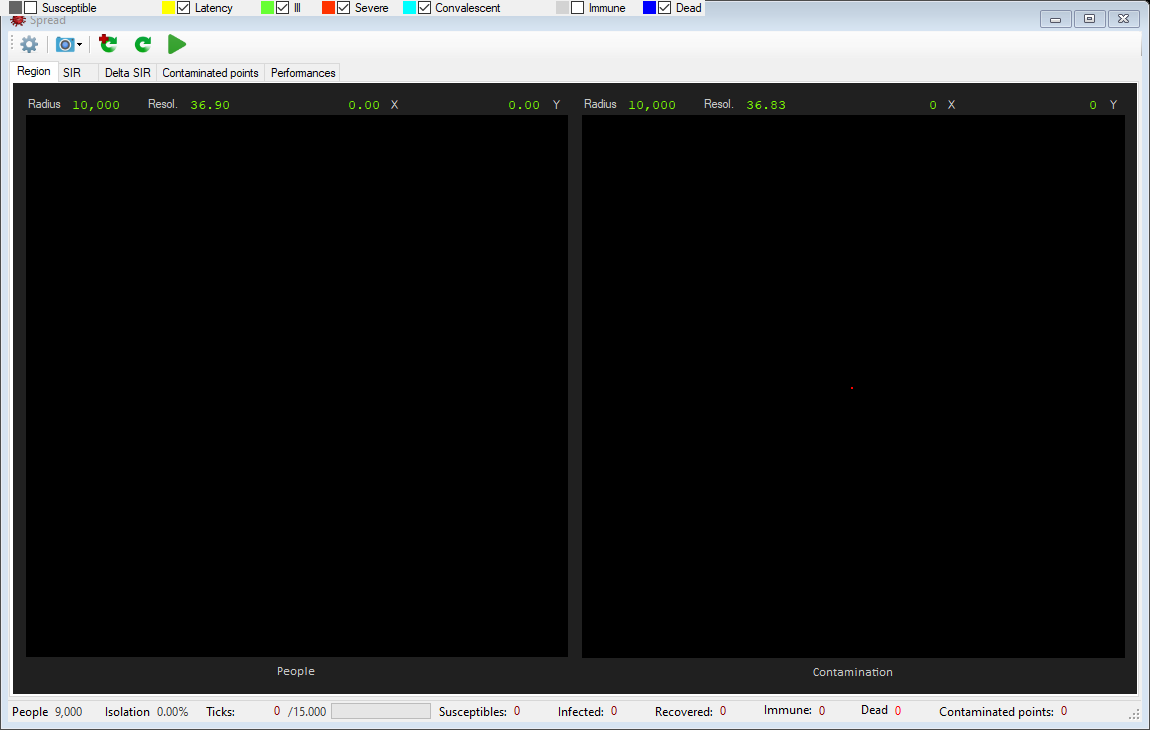 Susceptible Latency Ill Severe Convalescent Immune Dead
Spread
Region SIR Delta SIR Contaminated points Performances
Radius 10,000 Resol. 36.90 0.00 X 0.00 Y Radius 10,000 Resol. 36.83 0 X 0 Y
People Contamination
People 9,000 Isolation 0.00% Ticks: 0 /15.000 Susceptibles: 0 Infected: 0 Recovered: 0 Immune: 0 Dead 0 Contaminated points: 0